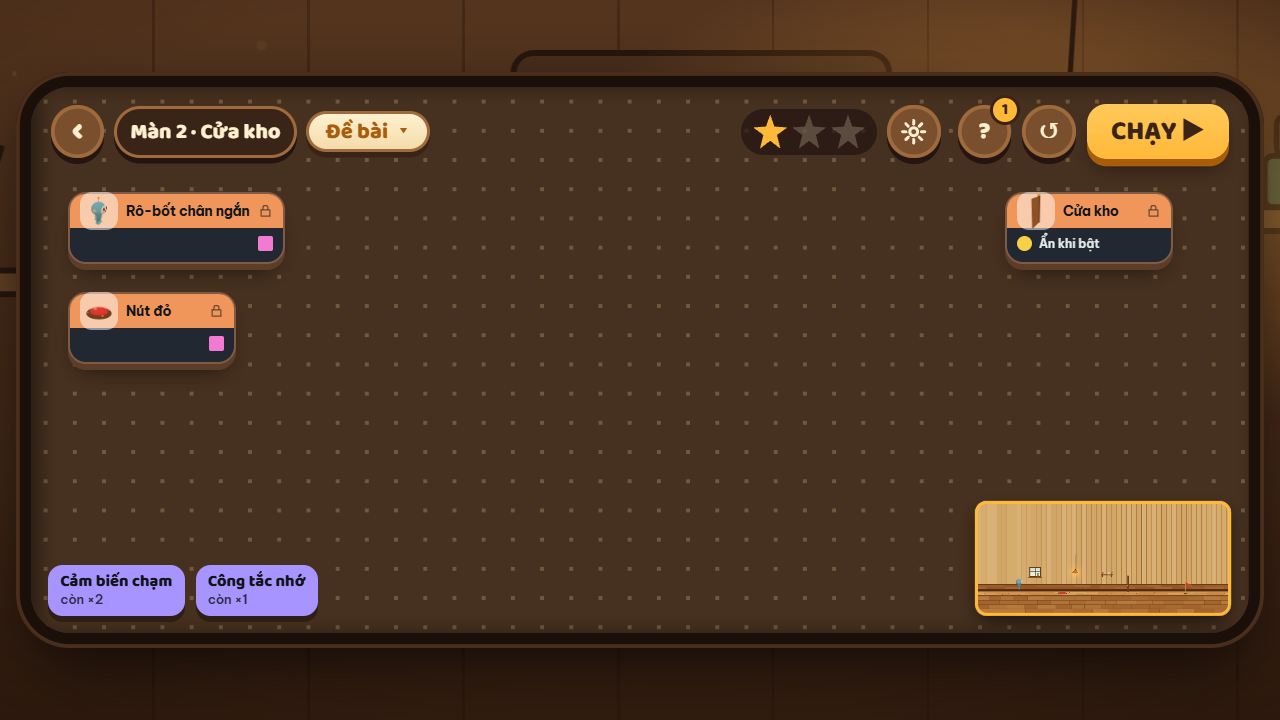 Màn 2 · Cửa kho
Đề bài
?
1
CHẠY
Rô-bốt chân ngắn
Cửa kho
Ẩn khi bật
Nút đỏ
Cảm biến chạm
còn ×2
Công tắc nhớ
còn ×1